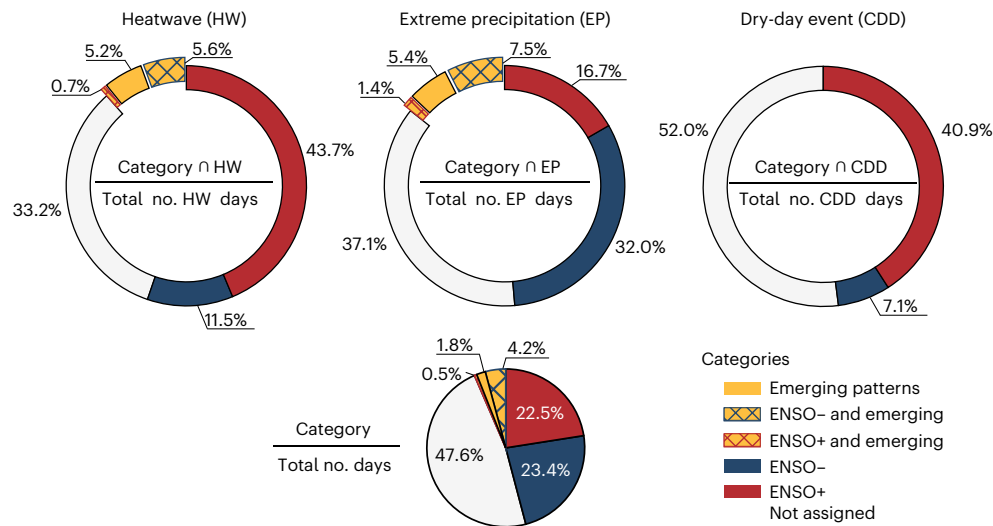 Heatwave (HW)
Extreme precipitation (EP)
Dry-day event (CDD)
5.2%
5.6%
0.7%
43.7%
33.2%
11.5%
Category ∩ HW
Total no. HW days
5.4%
7.5%
1.4%
16.7%
37.1%
32.0%
Category ∩ EP
Total no. EP days
52.0%
40.9%
7.1%
Category ∩ CDD
Total no. CDD days
1.8%
4.2%
0.5%
22.5%
47.6%
23.4%
Category
Total no. days
Categories
Emerging patterns
ENSO– and emerging
ENSO+ and emerging
ENSO–
ENSO+
Not assigned